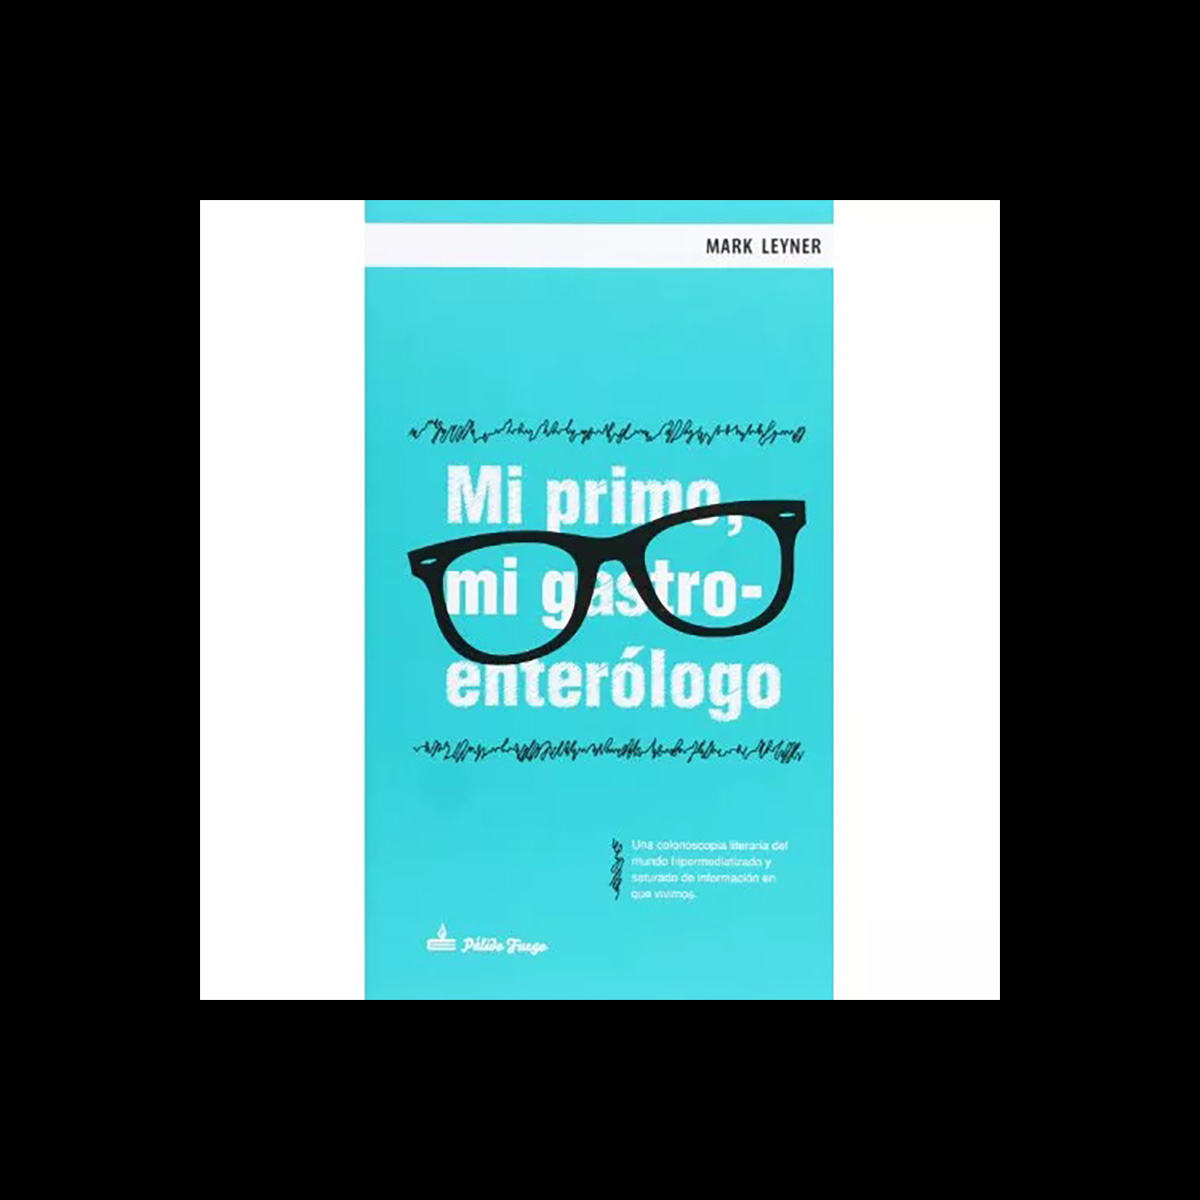 MARK LEYNER
Mi primo,
mi gastro-
enterólogo
Una colonoscopia literaria del
mundo hipermediatizado y
saturado de información en
que vivimos.
Pálido Fuego